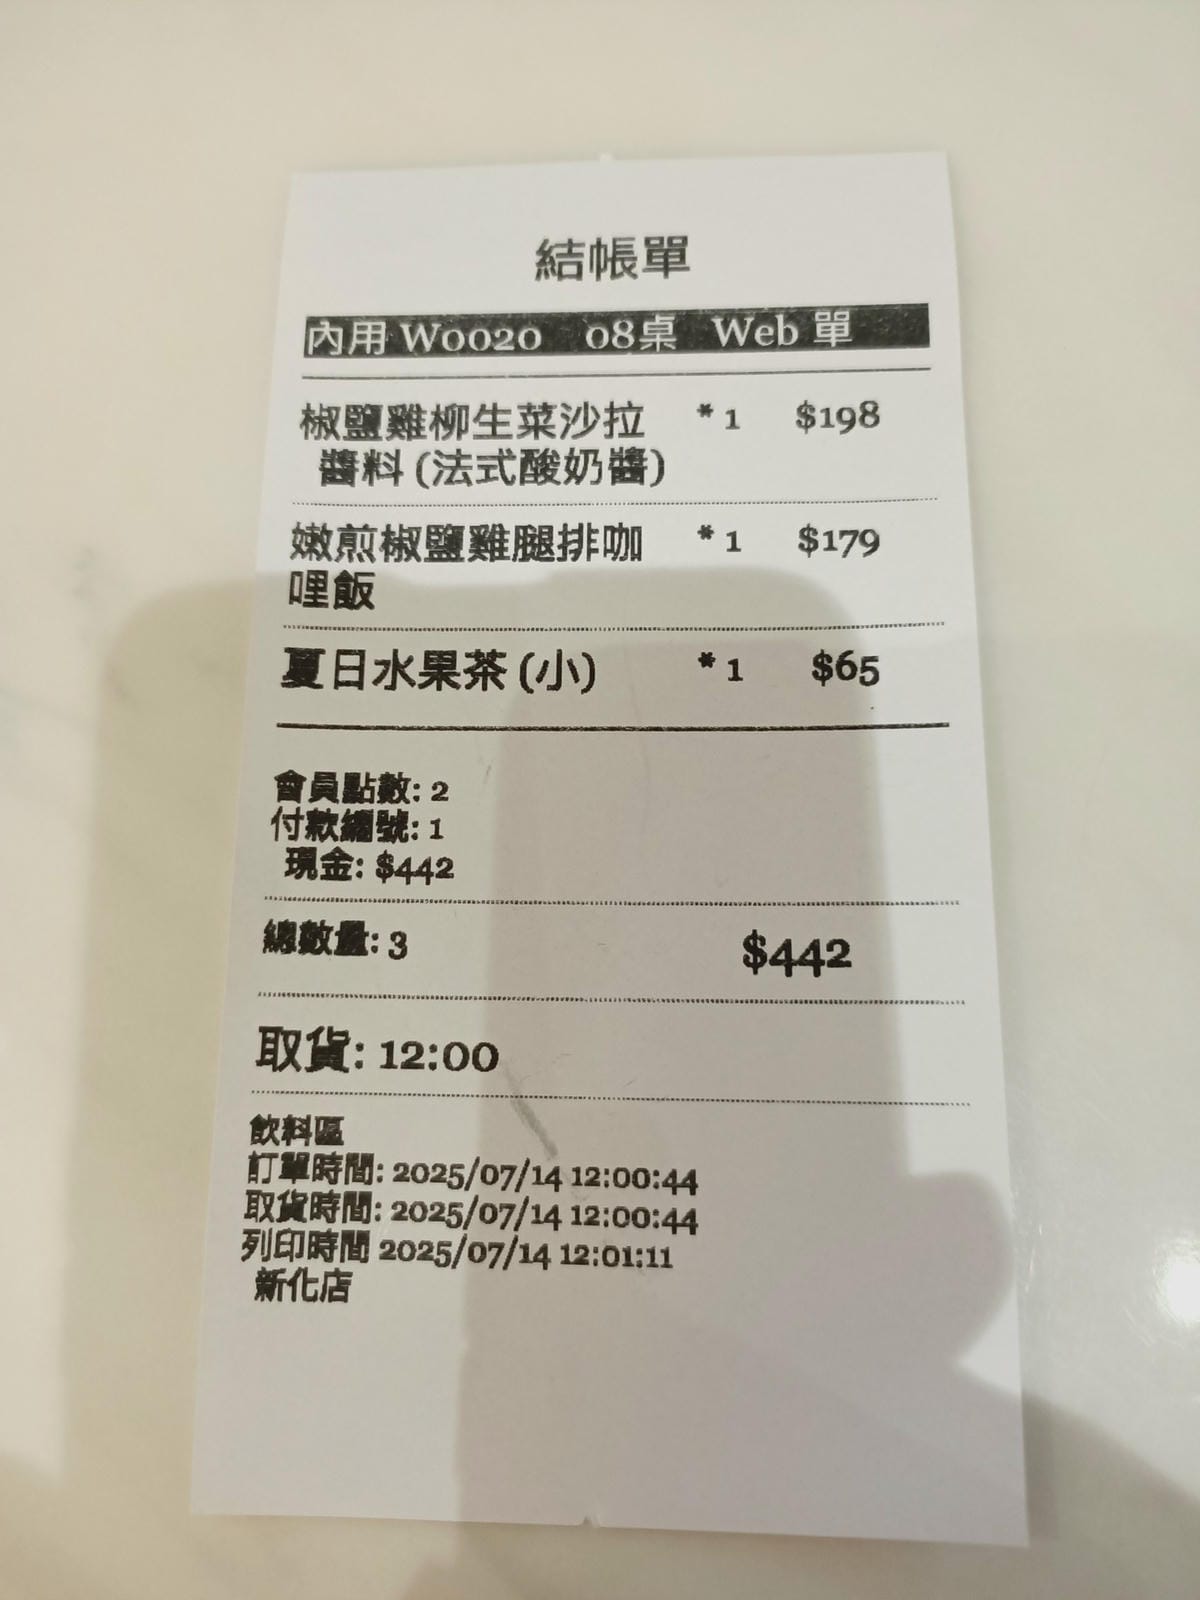 結帳單
內用 W0020 08桌 Web 單
椒鹽雞柳生菜沙拉 *1 $198
醬料 (法式酸奶醬)
嫩煎椒鹽雞腿排咖 *1 $179
哩飯
夏日水果茶 (小) *1 $65
會員點數: 2
付款編號: 1
現金: $442
總數量: 3 $442
取貨: 12:00
飲料區
訂單時間: 2025/07/14 12:00:44
取貨時間: 2025/07/14 12:00:44
列印時間 2025/07/14 12:01:11
新化店